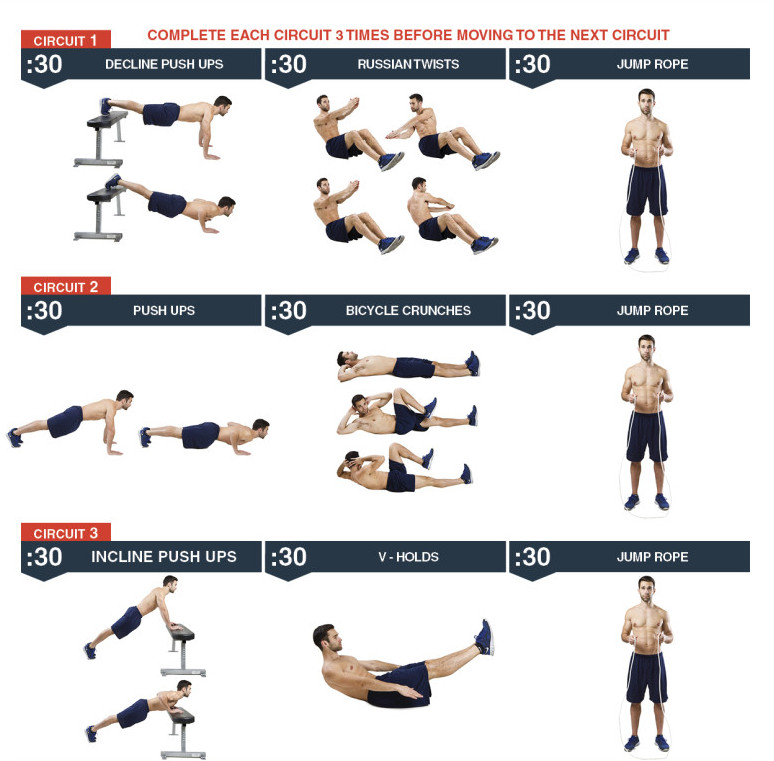 COMPLETE EACH CIRCUIT 3 TIMES BEFORE MOVING TO THE NEXT CIRCUIT
CIRCUIT 1
:30 DECLINE PUSH UPS :30 RUSSIAN TWISTS :30 JUMP ROPE
CIRCUIT 2
:30 PUSH UPS :30 BICYCLE CRUNCHES :30 JUMP ROPE
CIRCUIT 3
:30 INCLINE PUSH UPS :30 V - HOLDS :30 JUMP ROPE